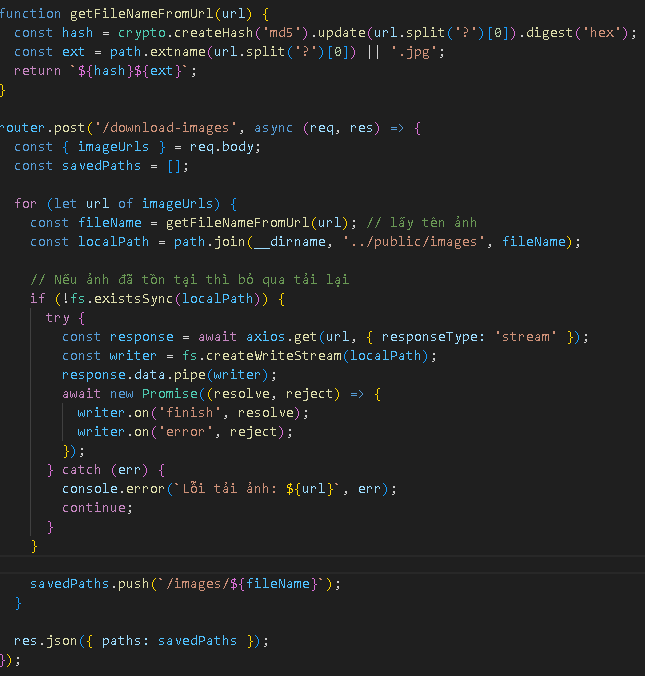 function getFileNameFromUrl(url) {
  const hash = crypto.createHash('md5').update(url.split('?')[0]).digest('hex');
  const ext = path.extname(url.split('?')[0]) || '.jpg';
  return `${hash}${ext}`;
}

router.post('/download-images', async (req, res) => {
  const { imageUrls } = req.body;
  const savedPaths = [];

  for (let url of imageUrls) {
    const fileName = getFileNameFromUrl(url); // lấy tên ảnh
    const localPath = path.join(__dirname, '../public/images', fileName);

    // Nếu ảnh đã tồn tại thì bỏ qua tải lại
    if (!fs.existsSync(localPath)) {
      try {
        const response = await axios.get(url, { responseType: 'stream' });
        const writer = fs.createWriteStream(localPath);
        response.data.pipe(writer);
        await new Promise((resolve, reject) => {
          writer.on('finish', resolve);
          writer.on('error', reject);
        });
      } catch (err) {
        console.error(`Lỗi tải ảnh: ${url}`, err);
        continue;
      }
    }

    savedPaths.push(`/images/${fileName}`);
  }

  res.json({ paths: savedPaths });
});